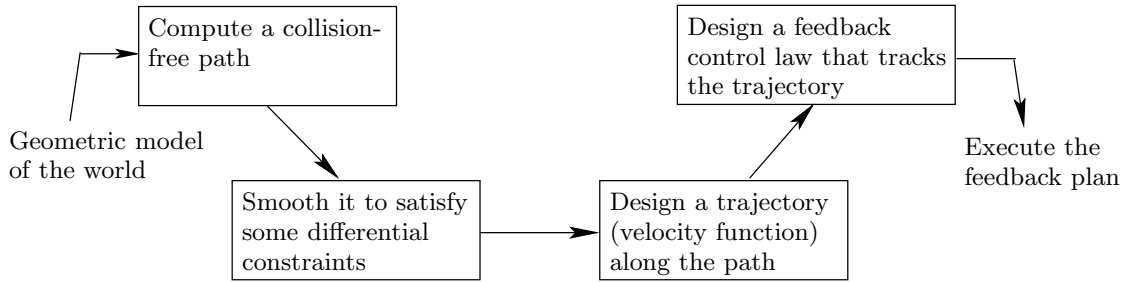 Geometric model
of the world
Compute a collision-
free path
Smooth it to satisfy
some differential
constraints
Design a trajectory
(velocity function)
along the path
Design a feedback
control law that tracks
the trajectory
Execute the
feedback plan